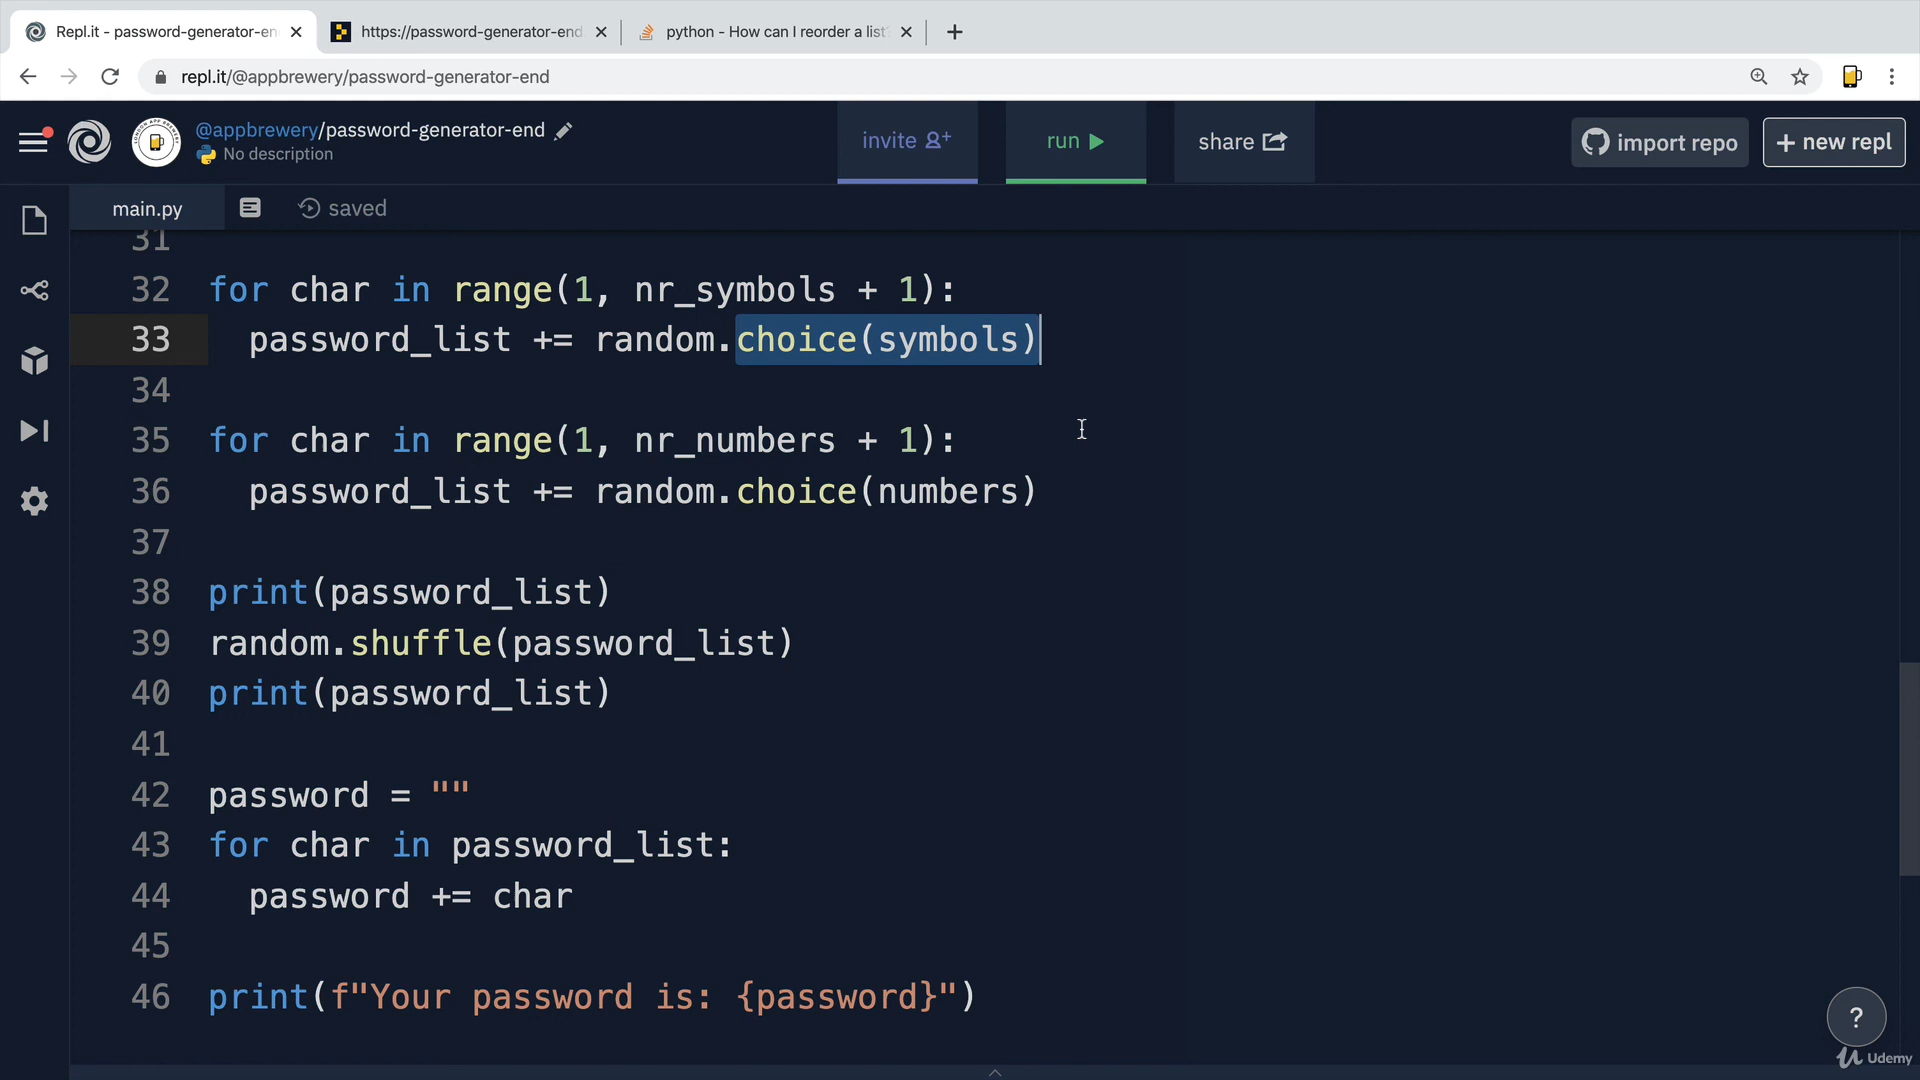 Repl.it - password-generator-en
https://password-generator-end
python - How can I reorder a list
repl.it/@appbrewery/password-generator-end
@appbrewery/password-generator-end
No description
invite
run
share
import repo
+ new repl
main.py
saved
31
32 for char in range(1, nr_symbols + 1):
33   password_list += random.choice(symbols)
34
35 for char in range(1, nr_numbers + 1):
36   password_list += random.choice(numbers)
37
38 print(password_list)
39 random.shuffle(password_list)
40 print(password_list)
41
42 password = ""
43 for char in password_list:
44   password += char
45
46 print(f"Your password is: {password}")
?
Udemy